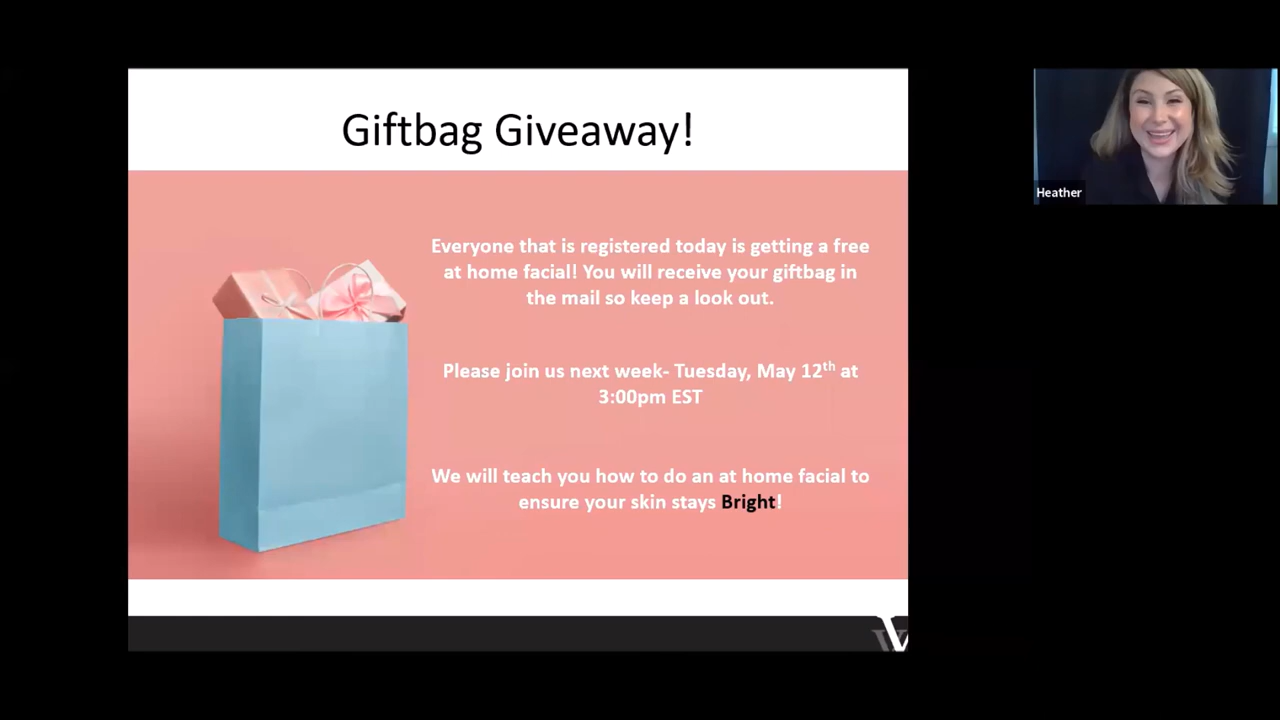 Giftbag Giveaway!
Everyone that is registered today is getting a free
at home facial! You will receive your giftbag in
the mail so keep a look out.
Please join us next week- Tuesday, May 12th at
3:00pm EST
We will teach you how to do an at home facial to
ensure your skin stays Bright!
Heather